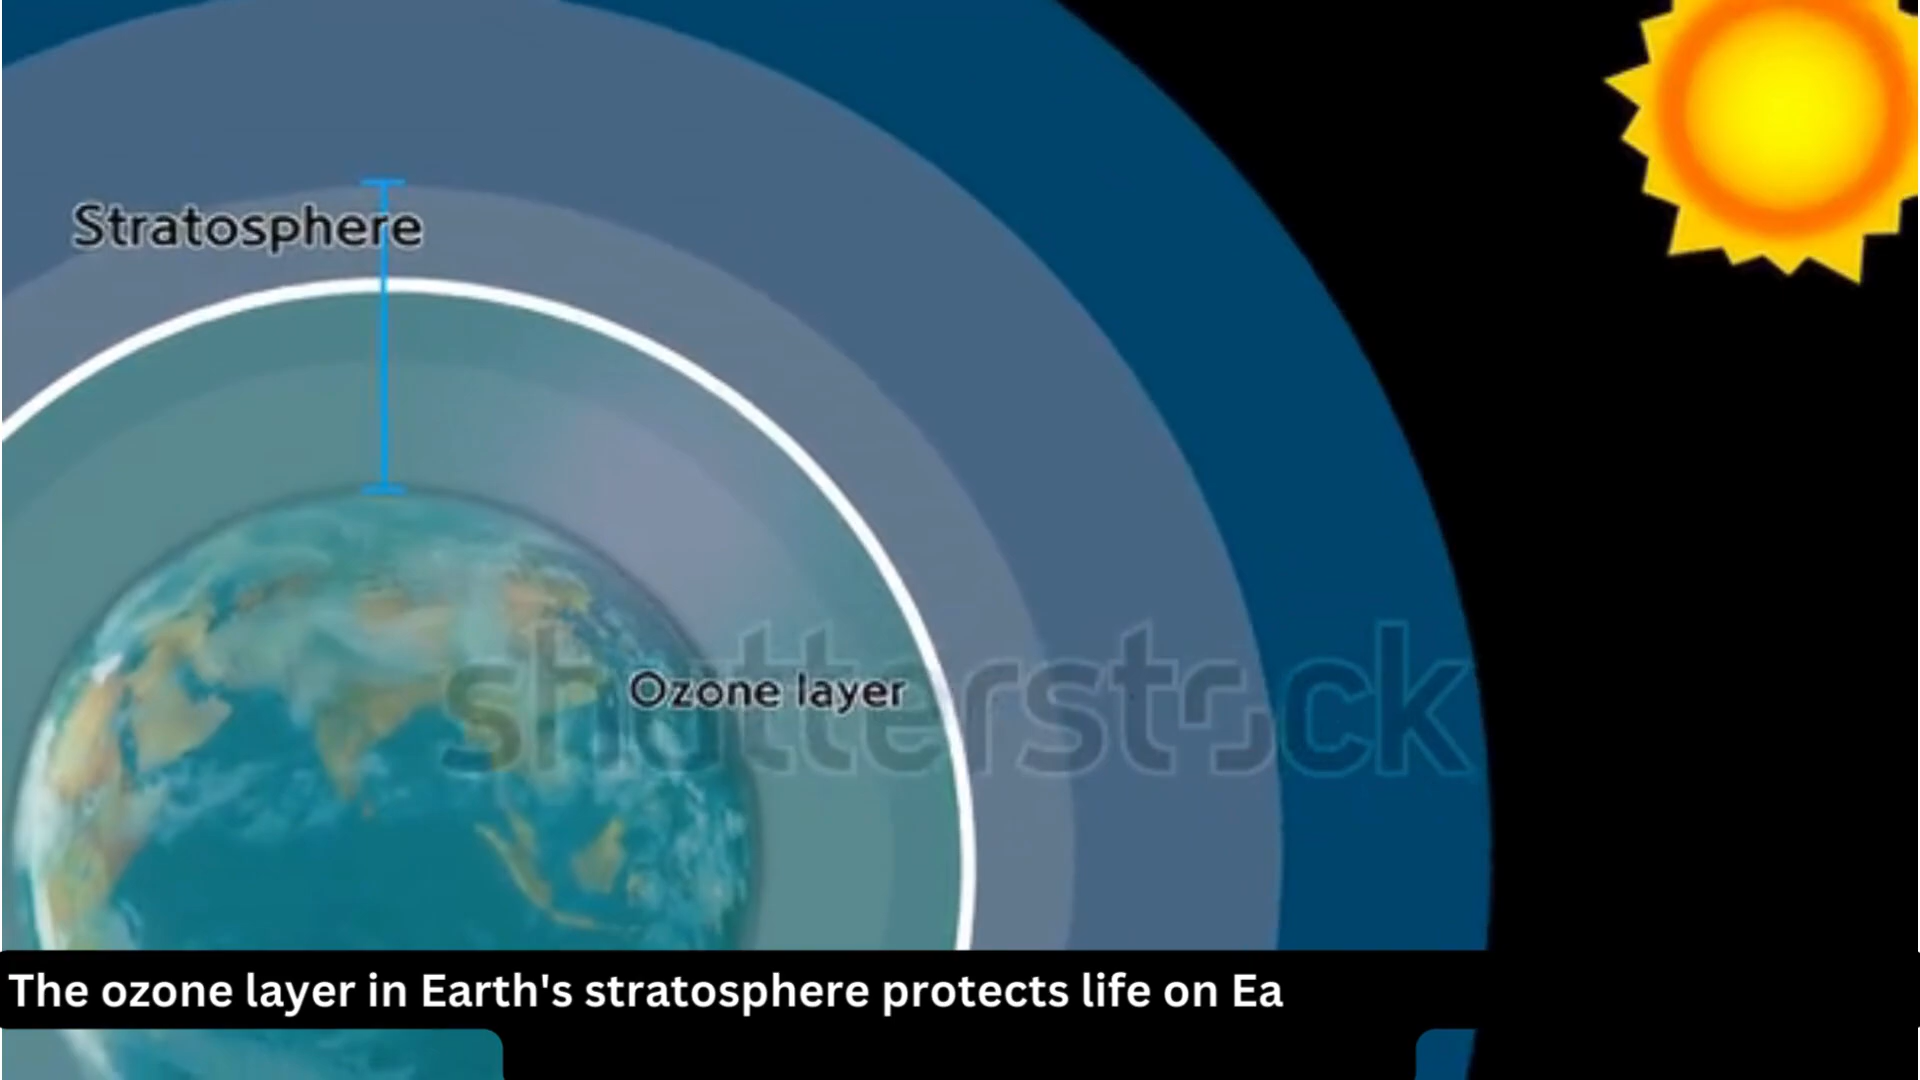 Stratosphere
Ozone layer
shutterstock
The ozone layer in Earth's stratosphere protects life on Ea